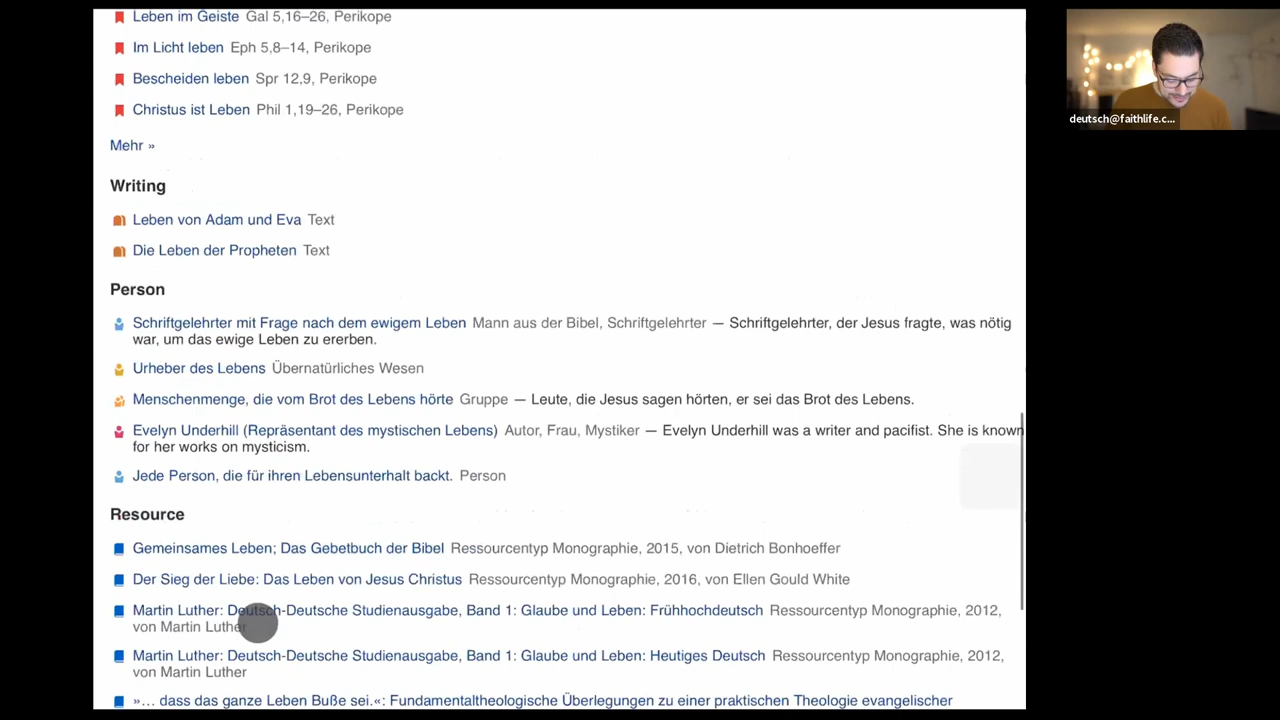 Leben im Geiste Gal 5,16–26, Perikope
Im Licht leben Eph 5,8–14, Perikope
Bescheiden leben Spr 12,9, Perikope
Christus ist Leben Phil 1,19–26, Perikope
Mehr »
Writing
Leben von Adam und Eva Text
Die Leben der Propheten Text
Person
Schriftgelehrter mit Frage nach dem ewigem Leben Mann aus der Bibel, Schriftgelehrter — Schriftgelehrter, der Jesus fragte, was nötig
war, um das ewige Leben zu ererben.
Urheber des Lebens Übernatürliches Wesen
Menschenmenge, die vom Brot des Lebens hörte Gruppe — Leute, die Jesus sagen hörten, er sei das Brot des Lebens.
Evelyn Underhill (Repräsentant des mystischen Lebens) Autor, Frau, Mystiker — Evelyn Underhill was a writer and pacifist. She is known
for her works on mysticism.
Jede Person, die für ihren Lebensunterhalt backt. Person
Resource
Gemeinsames Leben; Das Gebetbuch der Bibel Ressourcentyp Monographie, 2015, von Dietrich Bonhoeffer
Der Sieg der Liebe: Das Leben von Jesus Christus Ressourcentyp Monographie, 2016, von Ellen Gould White
Martin Luther: Deutsch-Deutsche Studienausgabe, Band 1: Glaube und Leben: Frühhochdeutsch Ressourcentyp Monographie, 2012,
von Martin Luther
Martin Luther: Deutsch-Deutsche Studienausgabe, Band 1: Glaube und Leben: Heutiges Deutsch Ressourcentyp Monographie, 2012,
von Martin Luther
»… dass das ganze Leben Buße sei.«: Fundamentaltheologische Überlegungen zu einer praktischen Theologie evangelischer
deutsch@faithlife.c...